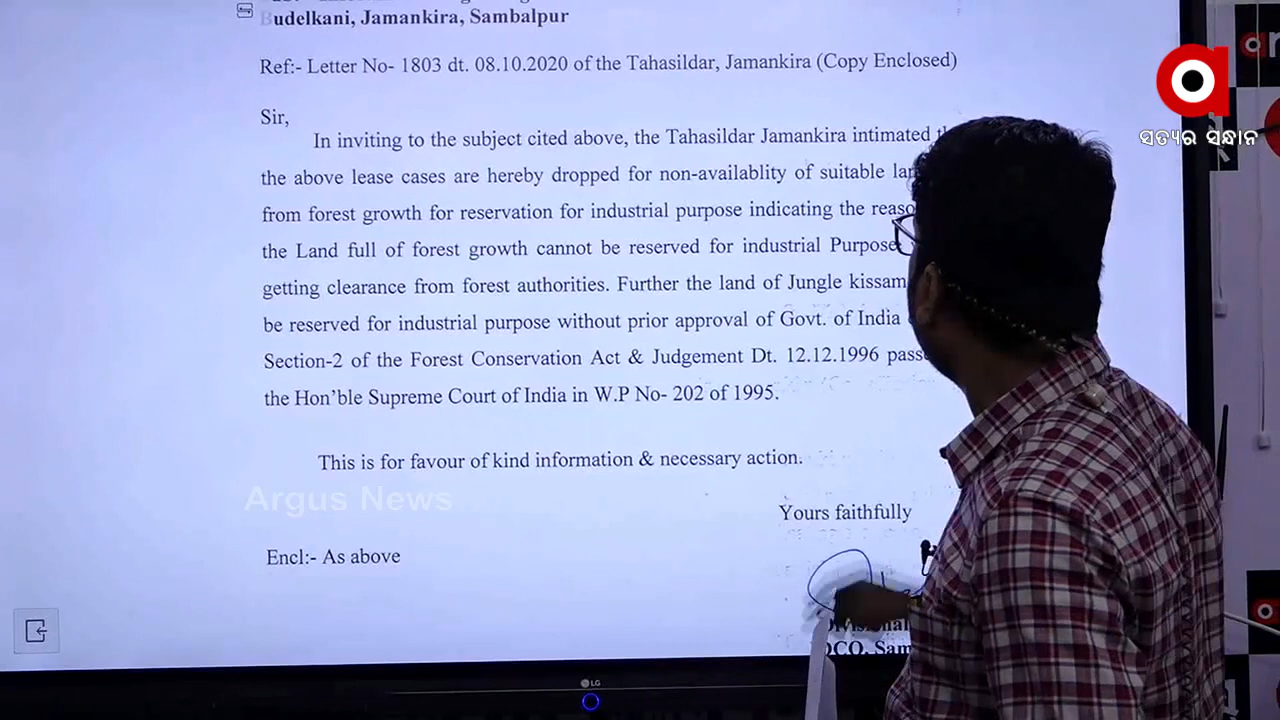 Budelkani, Jamankira, Sambalpur
Ref:- Letter No- 1803 dt. 08.10.2020 of the Tahasildar, Jamankira (Copy Enclosed)
Sir,
In inviting to the subject cited above, the Tahasildar Jamankira intimated
the above lease cases are hereby dropped for non-availablity of suitable
from forest growth for reservation for industrial purpose indicating the
the Land full of forest growth cannot be reserved for industrial Purpose
getting clearance from forest authorities. Further the land of Jungle kissam
be reserved for industrial purpose without prior approval of Govt. of India
Section-2 of the Forest Conservation Act & Judgement Dt. 12.12.1996
the Hon'ble Supreme Court of India in W.P No- 202 of 1995.
This is for favour of kind information & necessary action.
Argus News
Yours faithfully
Encl:- As above
ସତ୍ୟର ସନ୍ଧାନ
LG